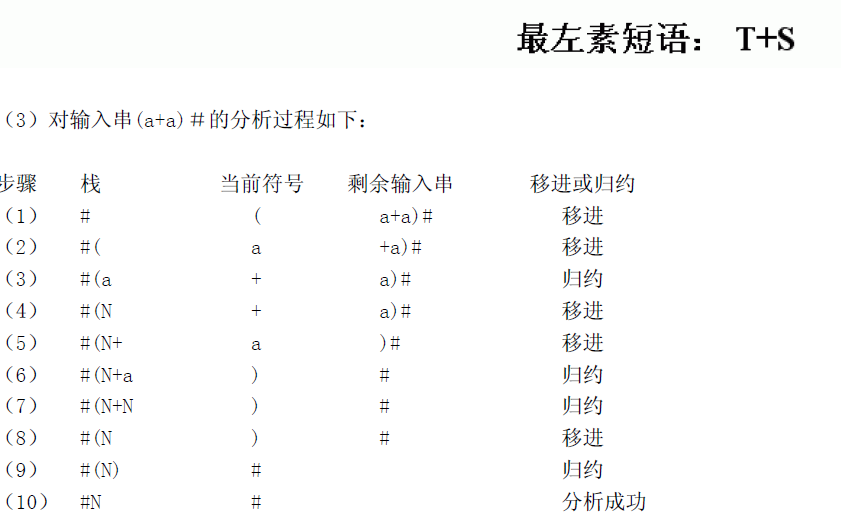 最左素短语： T+S
（3）对输入串(a+a)＃的分析过程如下：
步骤 栈 当前符号 剩余输入串 移进或归约
（1） # ( a+a)# 移进
（2） #( a +a)# 移进
（3） #(a + a)# 归约
（4） #(N + a)# 移进
（5） #(N+ a )# 移进
（6） #(N+a ) # 归约
（7） #(N+N ) # 归约
（8） #(N ) # 移进
（9） #(N) # 归约
（10） #N # 分析成功